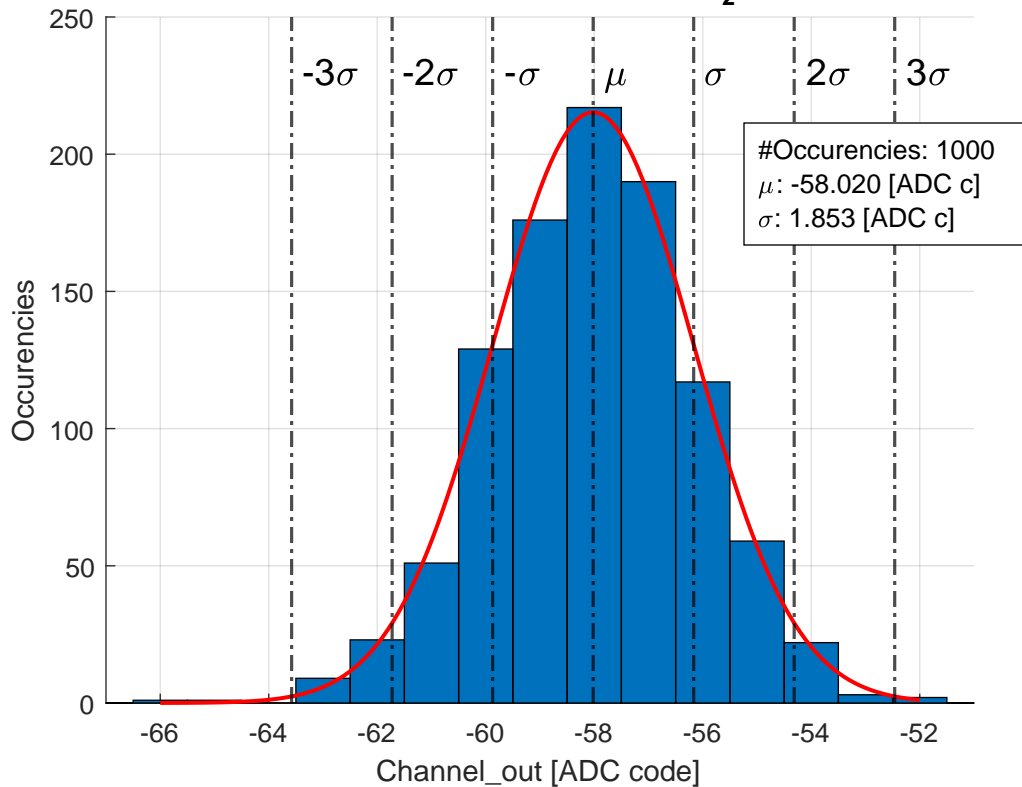 2
250
-3σ -2σ -σ μ σ 2σ 3σ
#Occurencies: 1000
μ: -58.020 [ADC c]
σ: 1.853 [ADC c]
200
150
100
50
0
Occurencies
-66 -64 -62 -60 -58 -56 -54 -52
Channel_out [ADC code]